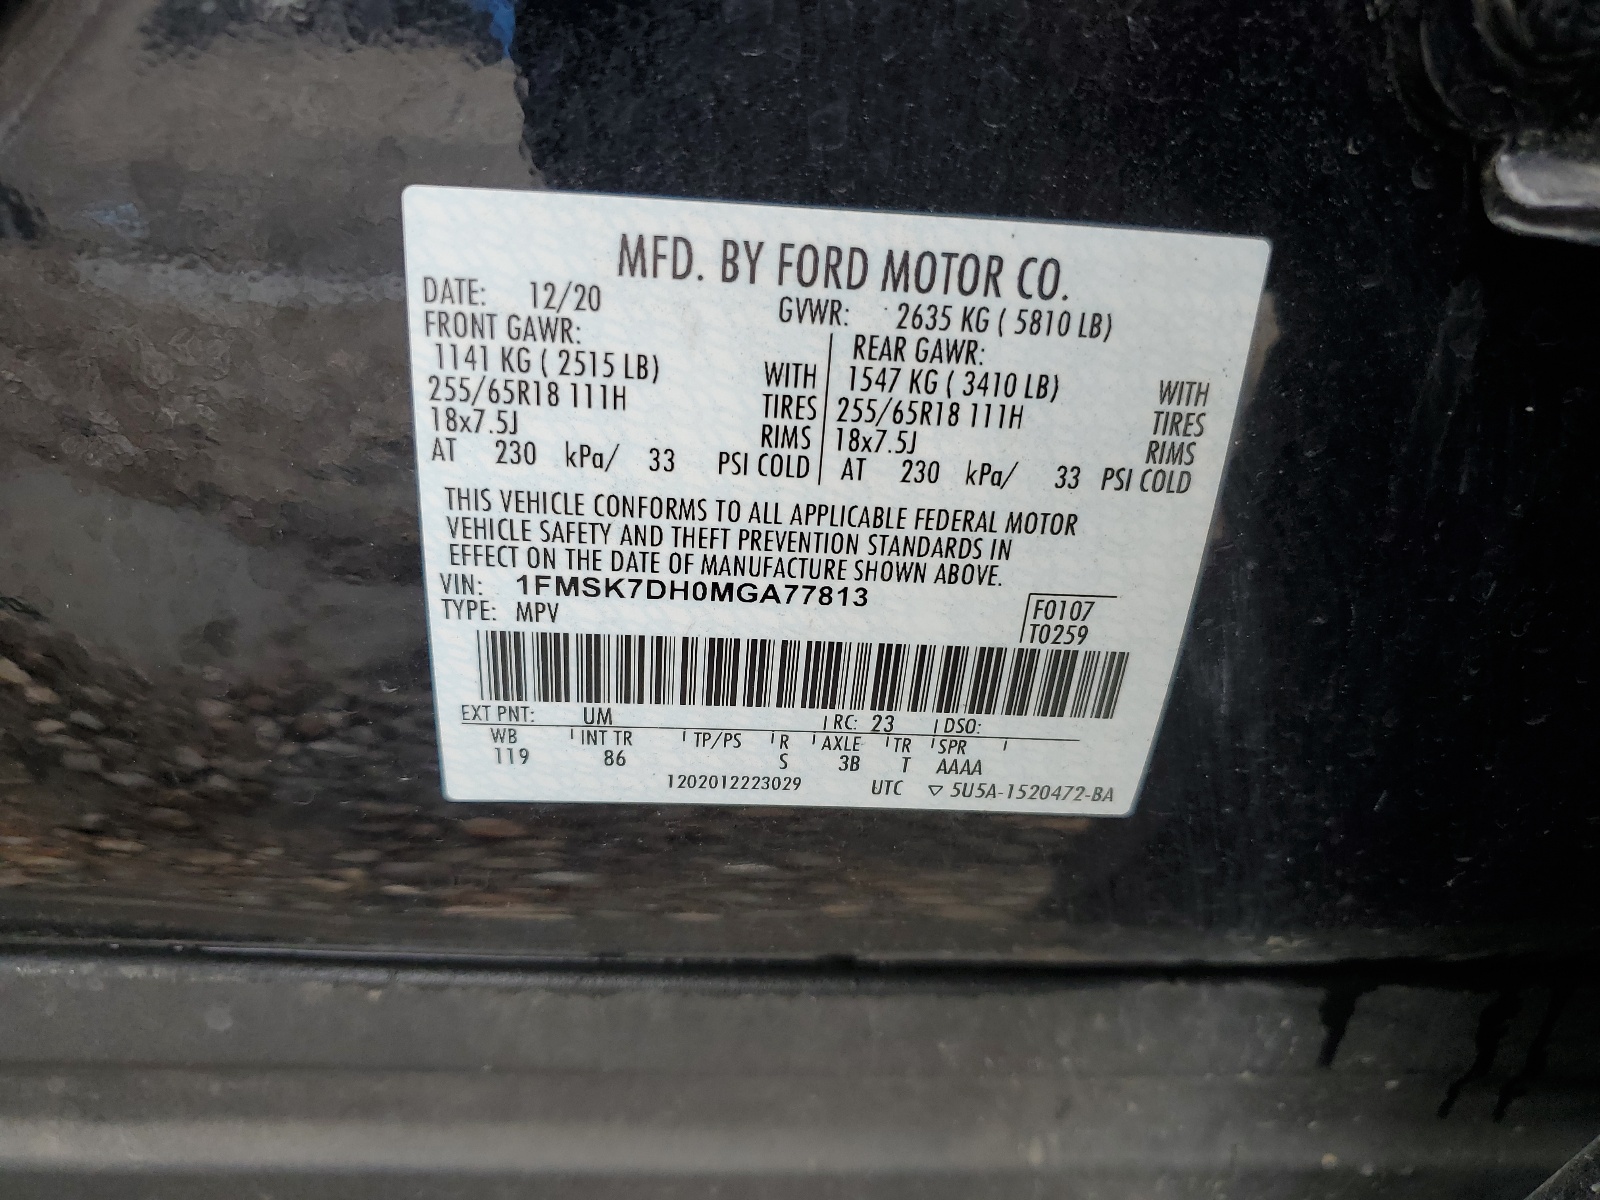 MFD. BY FORD MOTOR CO.
DATE: 12/20 GVWR: 2635 KG ( 5810 LB)
FRONT GAWR: REAR GAWR:
1141 KG ( 2515 LB) WITH 1547 KG ( 3410 LB) WITH
255/65R18 111H TIRES 255/65R18 111H TIRES
18x7.5J RIMS 18x7.5J RIMS
AT 230 kPa/ 33 PSI COLD AT 230 kPa/ 33 PSI COLD
THIS VEHICLE CONFORMS TO ALL APPLICABLE FEDERAL MOTOR
VEHICLE SAFETY AND THEFT PREVENTION STANDARDS IN
EFFECT ON THE DATE OF MANUFACTURE SHOWN ABOVE.
VIN: 1FMSK7DH0MGA77813
TYPE: MPV F0107
T0259
EXT PNT: UM RC: 23 DSO:
WB INT TR TP/PS R AXLE TR SPR
119 86 S 3B T AAAA
1202012223029 UTC ▽ 5U5A-1520472-BA